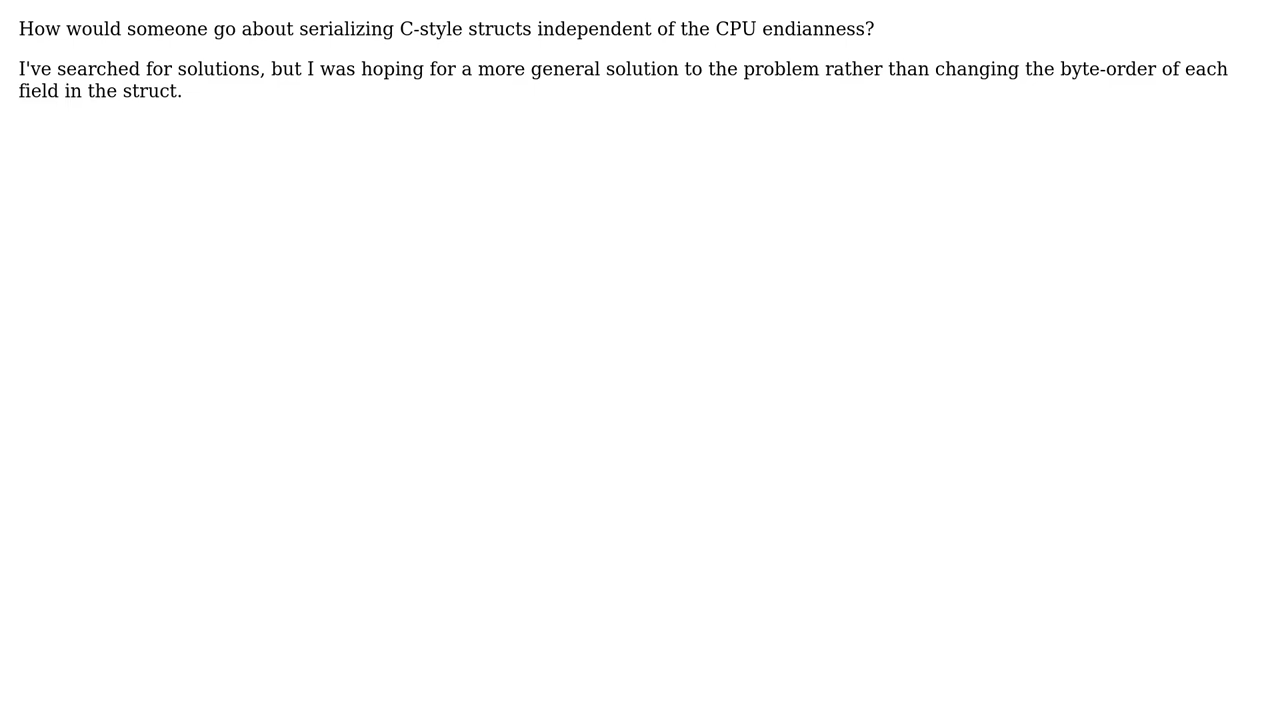 How would someone go about serializing C-style structs independent of the CPU endianness?
I've searched for solutions, but I was hoping for a more general solution to the problem rather than changing the byte-order of each
field in the struct.